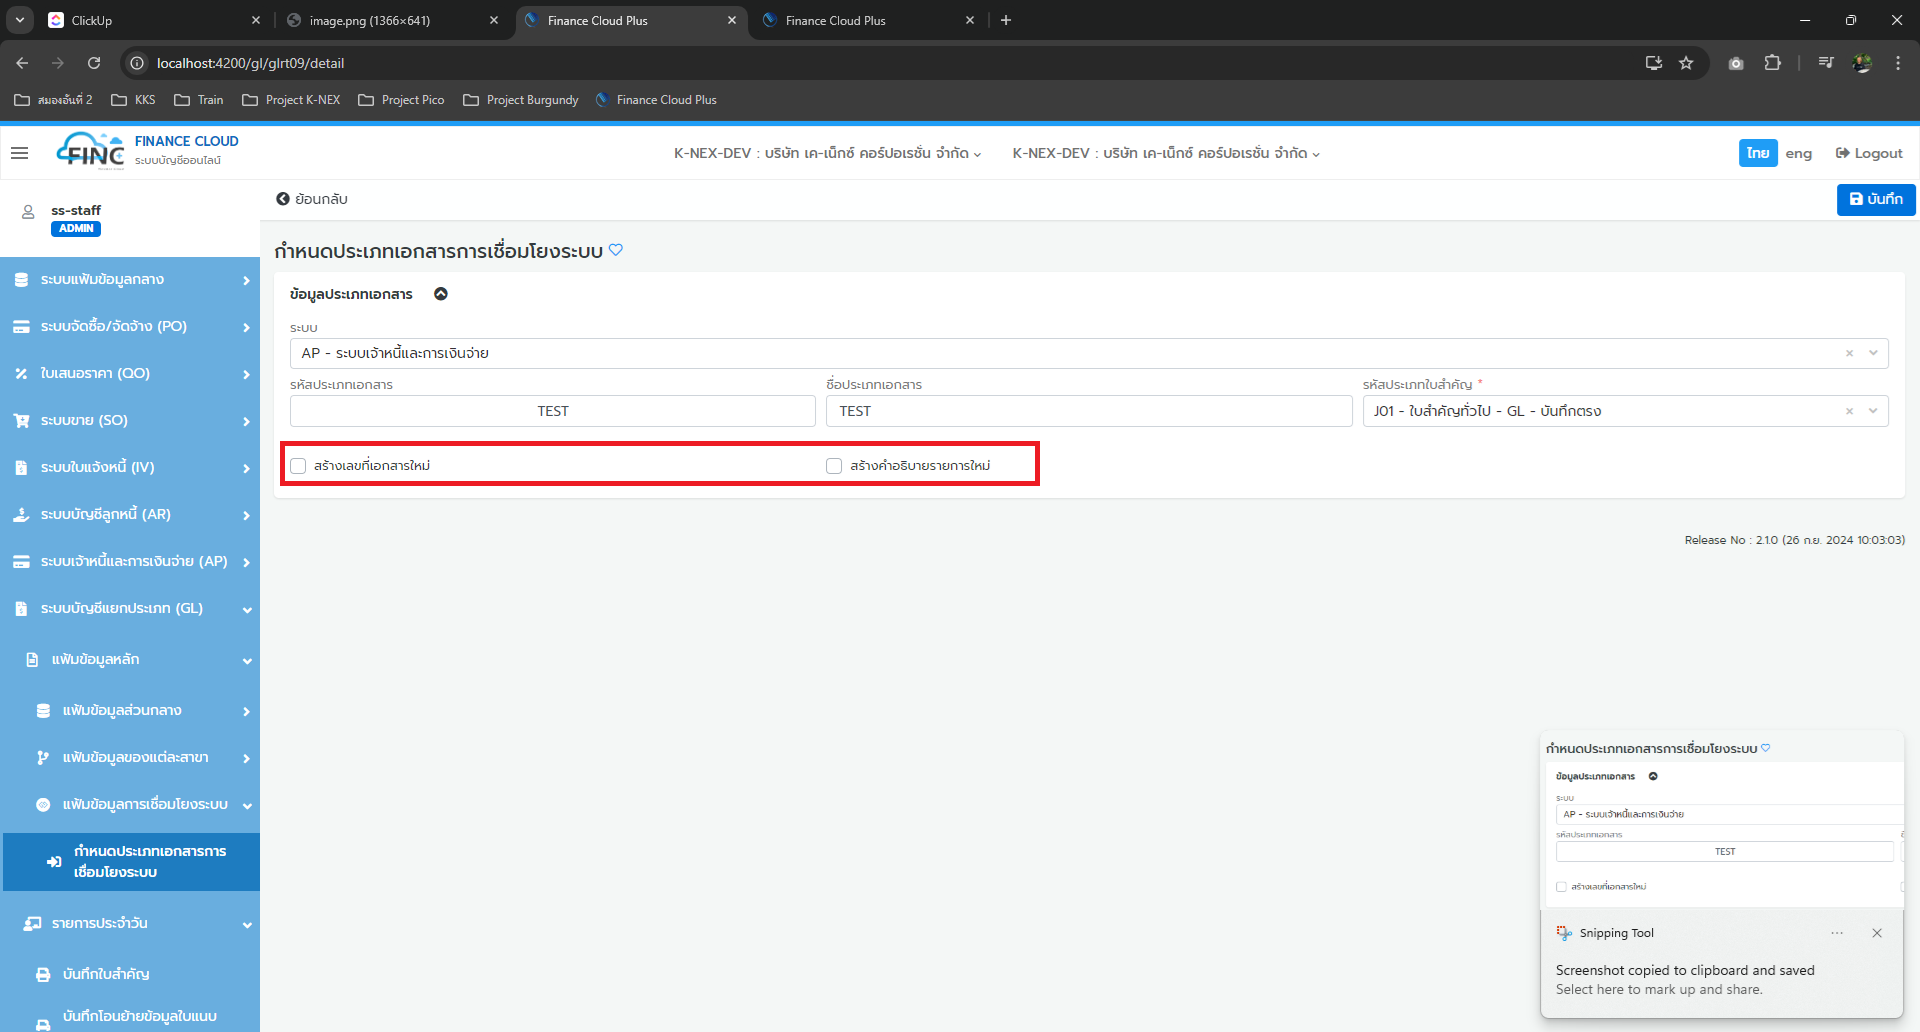 ClickUp
image.png (1366×641)
Finance Cloud Plus
Finance Cloud Plus
localhost:4200/gl/glrt09/detail
สมองอันที่ 2
KKS
Train
Project K-NEX
Project Pico
Project Burgundy
Finance Cloud Plus
FINC
FINANCE CLOUD
ระบบบัญชีออนไลน์
K-NEX-DEV : บริษัท เค-เน็กซ์ คอร์ปอเรชั่น จำกัด
K-NEX-DEV : บริษัท เค-เน็กซ์ คอร์ปอเรชั่น จำกัด
ไทย
eng
Logout
ss-staff
ADMIN
ย้อนกลับ
บันทึก
กำหนดประเภทเอกสารการเชื่อมโยงระบบ
ข้อมูลประเภทเอกสาร
ระบบ
AP - ระบบเจ้าหนี้และการเงินจ่าย
รหัสประเภทเอกสาร
ชื่อประเภทเอกสาร
รหัสประเภทใบสำคัญ *
TEST
TEST
J01 - ใบสำคัญทั่วไป - GL - บันทึกตรง
สร้างเลขที่เอกสารใหม่
สร้างคำอธิบายรายการใหม่
Release No : 2.1.0 (26 ก.ย. 2024 10:03:03)
ระบบแฟ้มข้อมูลกลาง
ระบบจัดซื้อ/จัดจ้าง (PO)
ใบเสนอราคา (QO)
ระบบขาย (SO)
ระบบใบแจ้งหนี้ (IV)
ระบบบัญชีลูกหนี้ (AR)
ระบบเจ้าหนี้และการเงินจ่าย (AP)
ระบบบัญชีแยกประเภท (GL)
แฟ้มข้อมูลหลัก
แฟ้มข้อมูลส่วนกลาง
แฟ้มข้อมูลของแต่ละสาขา
แฟ้มข้อมูลการเชื่อมโยงระบบ
กำหนดประเภทเอกสารการ
เชื่อมโยงระบบ
รายการประจำวัน
บันทึกใบสำคัญ
บันทึกโอนย้ายข้อมูลใบแนบ
กำหนดประเภทเอกสารการเชื่อมโยงระบบ
ข้อมูลประเภทเอกสาร
ระบบ
AP - ระบบเจ้าหนี้และการเงินจ่าย
รหัสประเภทเอกสาร
TEST
สร้างเลขที่เอกสารใหม่
Snipping Tool
Screenshot copied to clipboard and saved
Select here to mark up and share.